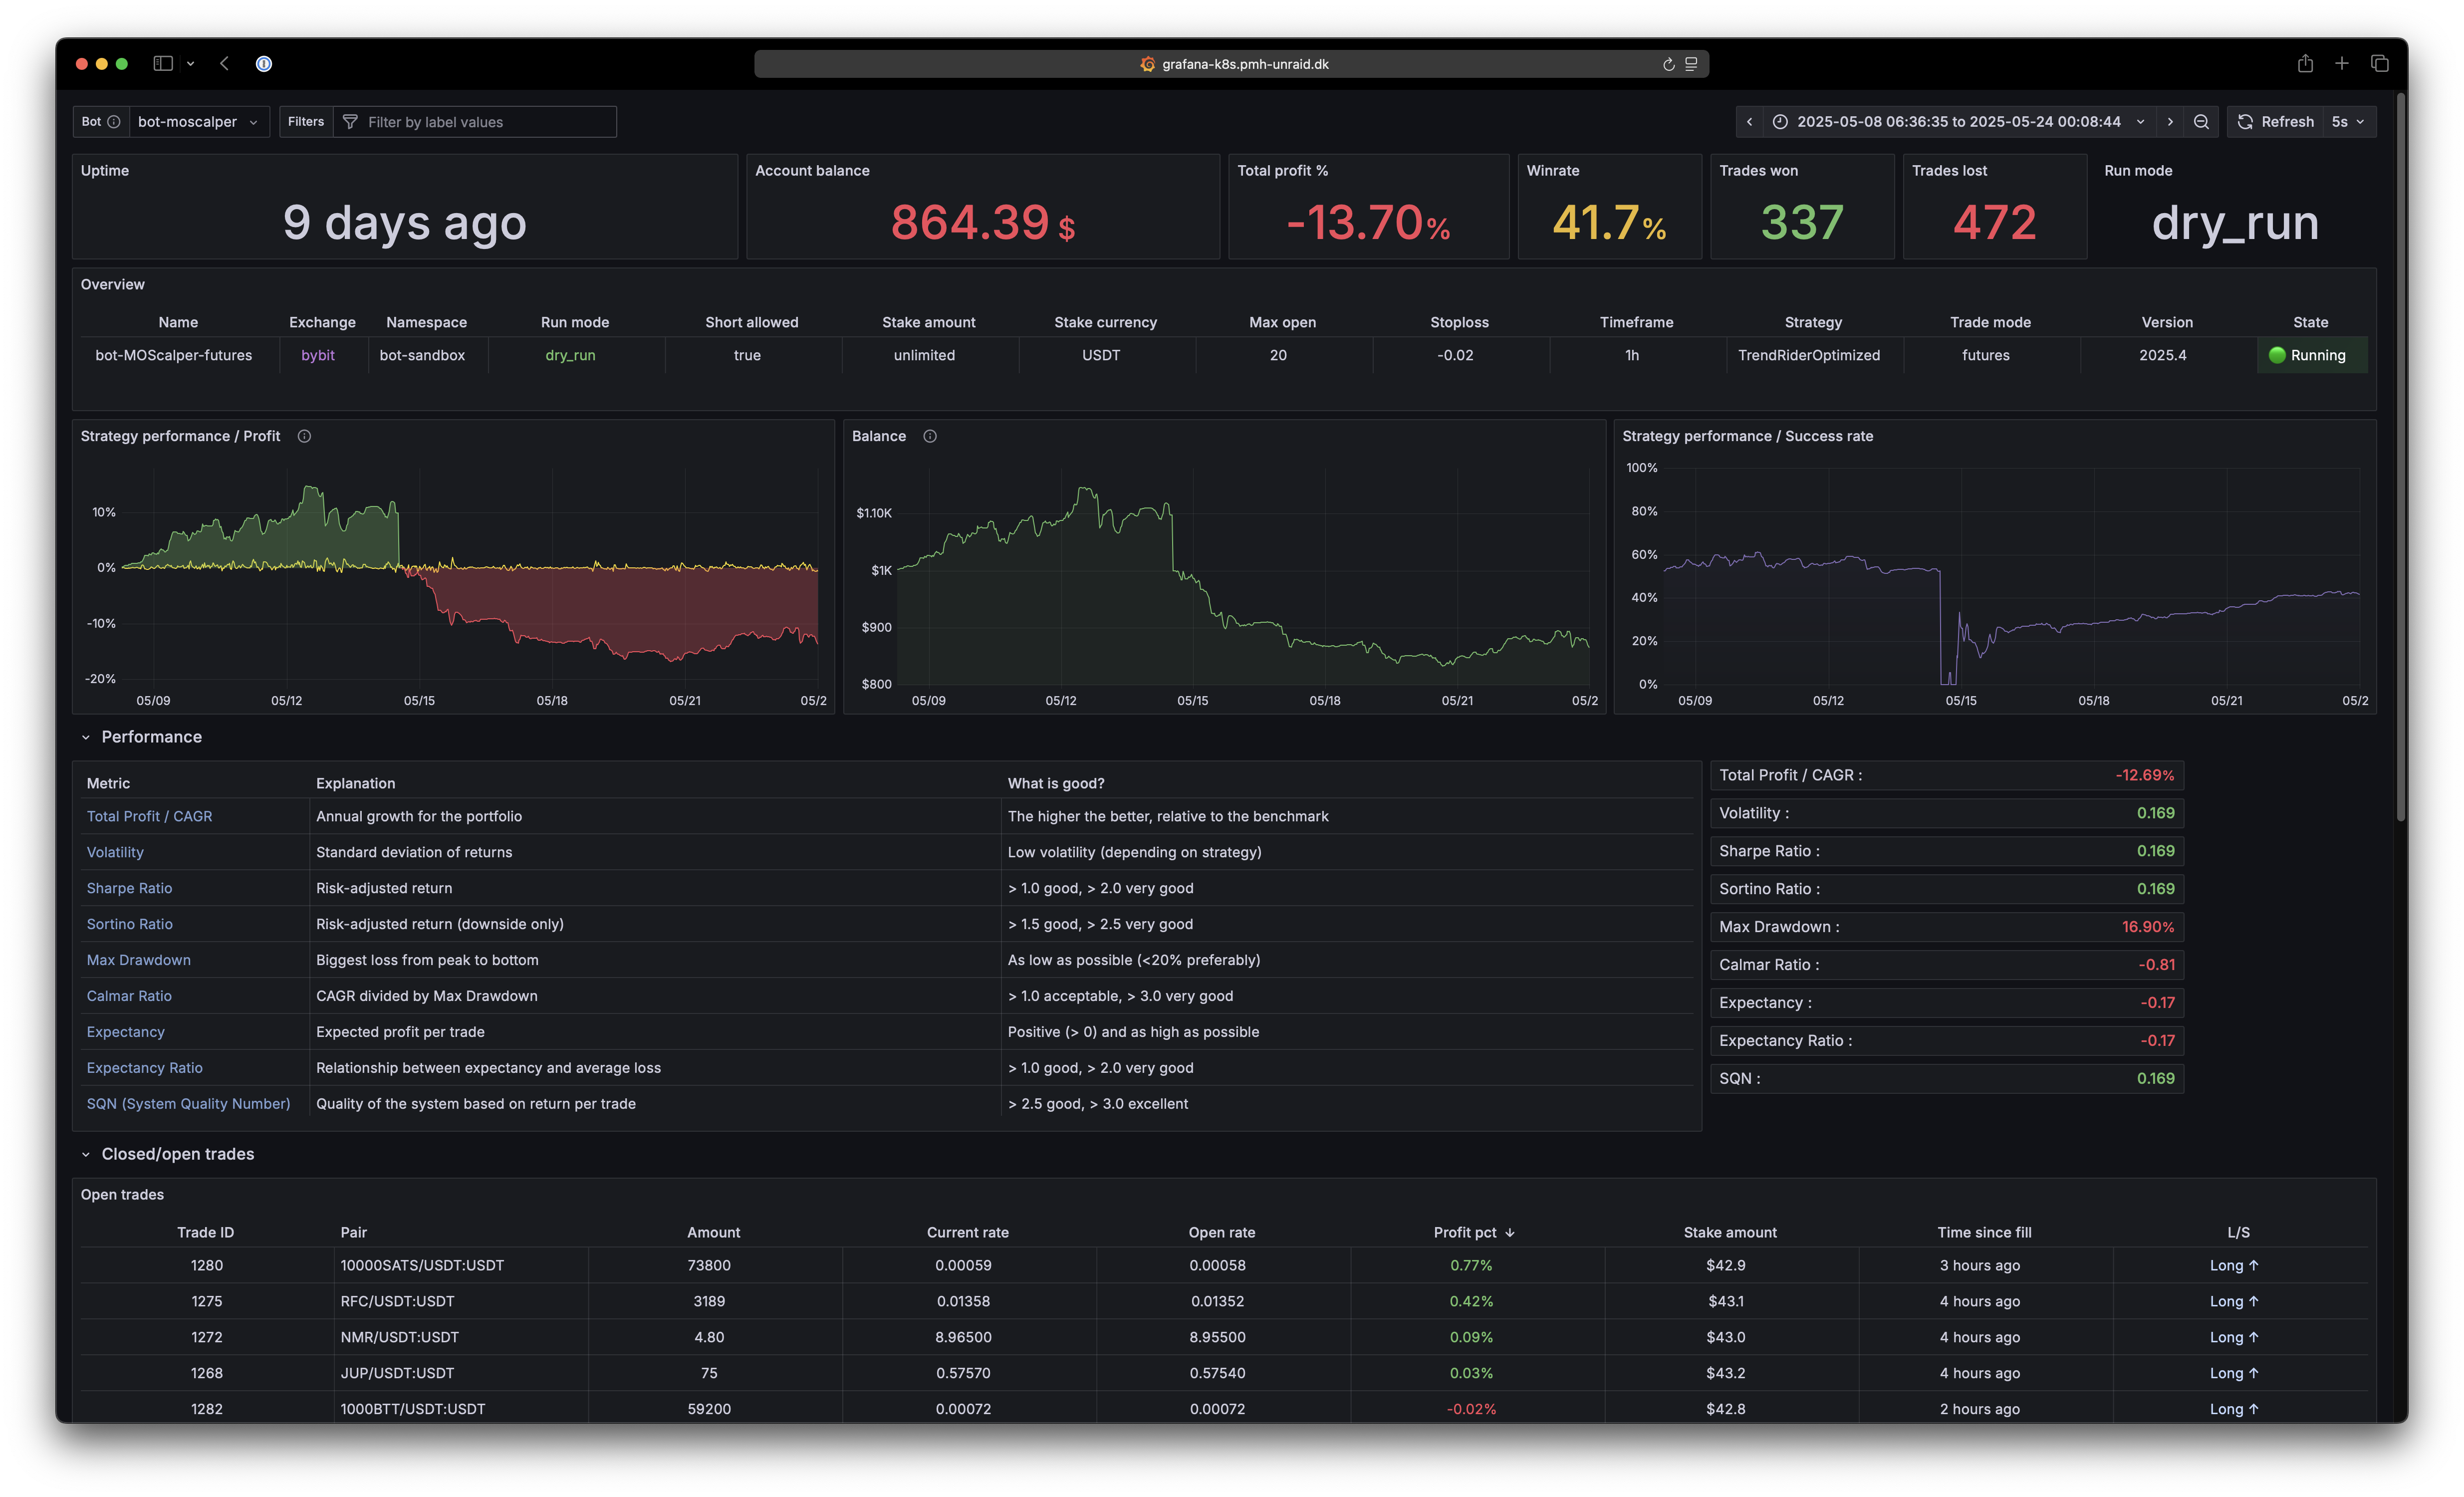 grafana-k8s.pmh-unraid.dk
Bot bot-moscalper Filters Filter by label values 2025-05-08 06:36:35 to 2025-05-24 00:08:44 Refresh 5s
Uptime Account balance Total profit % Winrate Trades won Trades lost Run mode
9 days ago 864.39 $ -13.70% 41.7% 337 472 dry_run
Overview
Name Exchange Namespace Run mode Short allowed Stake amount Stake currency Max open Stoploss Timeframe Strategy Trade mode Version State
bot-MOScalper-futures bybit bot-sandbox dry_run true unlimited USDT 20 -0.02 1h TrendRiderOptimized futures 2025.4 Running
Strategy performance / Profit
10%
0%
-10%
-20%
05/09 05/12 05/15 05/18 05/21 05/2
Balance
$1.10K
$1K
$900
$800
05/09 05/12 05/15 05/18 05/21 05/2
Strategy performance / Success rate
100%
80%
60%
40%
20%
0%
05/09 05/12 05/15 05/18 05/21 05/2
Performance
Metric Explanation What is good?
Total Profit / CAGR Annual growth for the portfolio The higher the better, relative to the benchmark
Volatility Standard deviation of returns Low volatility (depending on strategy)
Sharpe Ratio Risk-adjusted return > 1.0 good, > 2.0 very good
Sortino Ratio Risk-adjusted return (downside only) > 1.5 good, > 2.5 very good
Max Drawdown Biggest loss from peak to bottom As low as possible (<20% preferably)
Calmar Ratio CAGR divided by Max Drawdown > 1.0 acceptable, > 3.0 very good
Expectancy Expected profit per trade Positive (> 0) and as high as possible
Expectancy Ratio Relationship between expectancy and average loss > 1.0 good, > 2.0 very good
SQN (System Quality Number) Quality of the system based on return per trade > 2.5 good, > 3.0 excellent
Total Profit / CAGR : -12.69%
Volatility : 0.169
Sharpe Ratio : 0.169
Sortino Ratio : 0.169
Max Drawdown : 16.90%
Calmar Ratio : -0.81
Expectancy : -0.17
Expectancy Ratio : -0.17
SQN : 0.169
Closed/open trades
Open trades
Trade ID Pair Amount Current rate Open rate Profit pct ↓ Stake amount Time since fill L/S
1280 10000SATS/USDT:USDT 73800 0.00059 0.00058 0.77% $42.9 3 hours ago Long ↑
1275 RFC/USDT:USDT 3189 0.01358 0.01352 0.42% $43.1 4 hours ago Long ↑
1272 NMR/USDT:USDT 4.80 8.96500 8.95500 0.09% $43.0 4 hours ago Long ↑
1268 JUP/USDT:USDT 75 0.57570 0.57540 0.03% $43.2 4 hours ago Long ↑
1282 1000BTT/USDT:USDT 59200 0.00072 0.00072 -0.02% $42.8 2 hours ago Long ↑